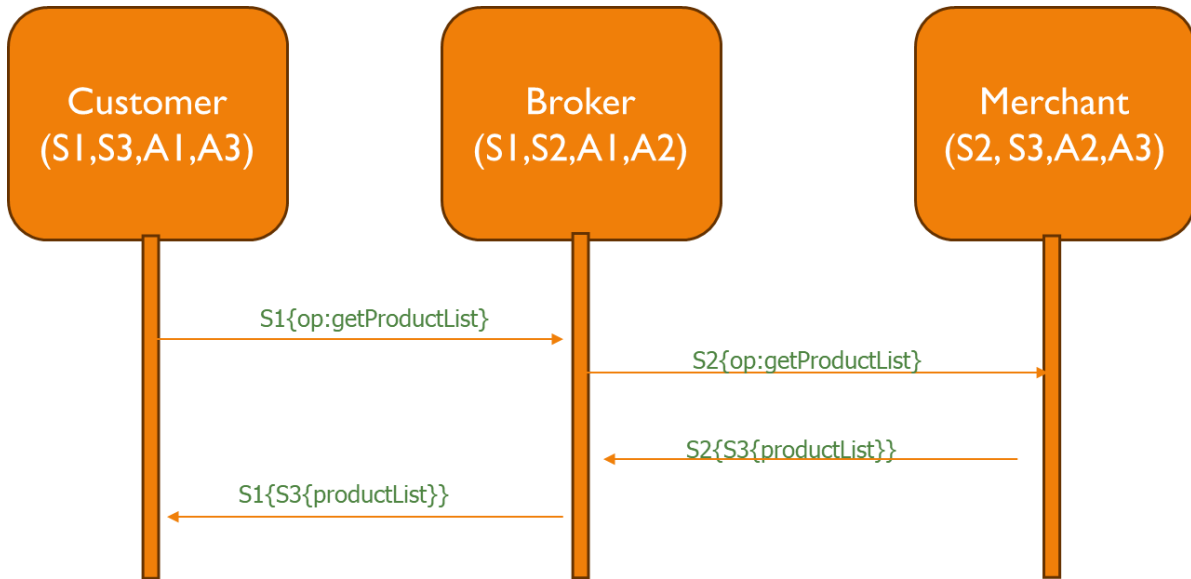 Customer
(S1,S3,A1,A3)
Broker
(S1,S2,A1,A2)
Merchant
(S2, S3,A2,A3)
S1{op:getProductList}
S2{op:getProductList}
S2{S3{productList}}
S1{S3{productList}}